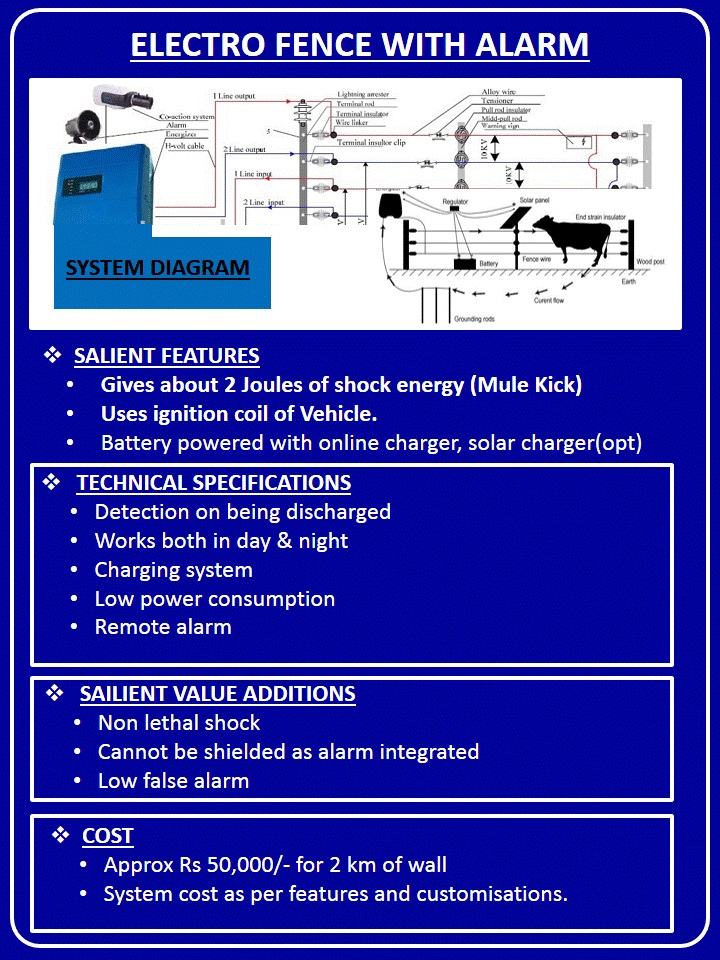 ELECTRO FENCE WITH ALARM
1 Line output
Lightning arrester
Terminal rod
Terminal insulator
Wire linker
Alloy wire
Tensioner
Pull rod insulator
Midd-pull rod
Warning sign
Coxaction system
Alarm
Energizer
H-volt cable
5
2 Line output
Terminal insultor clip
10KV
10KV
1 Line input
2 Line input
Regulator
Solar panel
End strain insulator
Battery
Fence wire
Wood post
Earth
Curent flow
Grounding rods
SYSTEM DIAGRAM
❖ SALIENT FEATURES
• Gives about 2 Joules of shock energy (Mule Kick)
• Uses ignition coil of Vehicle.
• Battery powered with online charger, solar charger(opt)
❖ TECHNICAL SPECIFICATIONS
• Detection on being discharged
• Works both in day & night
• Charging system
• Low power consumption
• Remote alarm
❖ SAILIENT VALUE ADDITIONS
• Non lethal shock
• Cannot be shielded as alarm integrated
• Low false alarm
❖ COST
• Approx Rs 50,000/- for 2 km of wall
• System cost as per features and customisations.